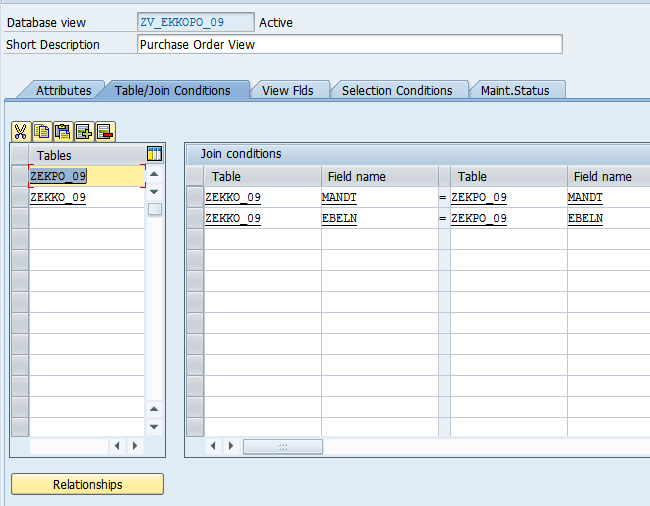 Database view ZV_EKKOPO_09 Active
Short Description Purchase Order View
Attributes Table/Join Conditions View Flds Selection Conditions Maint.Status
Tables
ZEKPO_09
ZEKKO_09
Join conditions
Table Field name Table Field name
ZEKKO_09 MANDT = ZEKPO_09 MANDT
ZEKKO_09 EBELN = ZEKPO_09 EBELN
Relationships